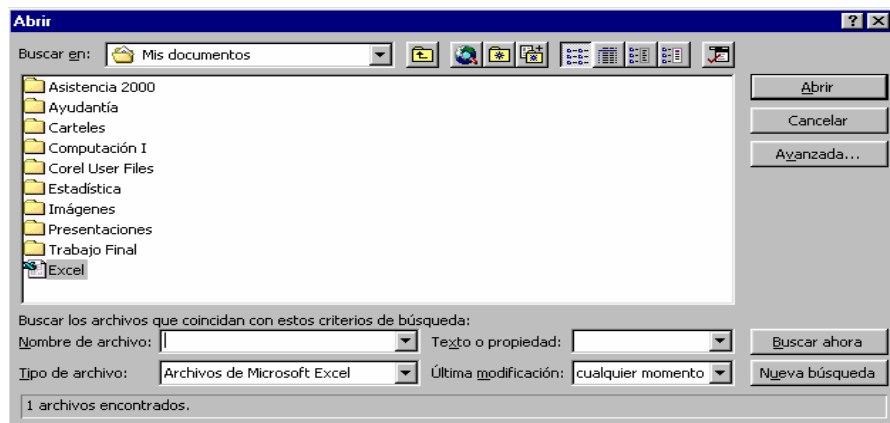 Abrir
Buscar en: Mis documentos
Asistencia 2000
Ayudantía
Carteles
Computación I
Corel User Files
Estadística
Imágenes
Presentaciones
Trabajo Final
Excel
Abrir
Cancelar
Avanzada...
Buscar los archivos que coincidan con estos criterios de búsqueda:
Nombre de archivo: Texto o propiedad: Buscar ahora
Tipo de archivo: Archivos de Microsoft Excel Última modificación: cualquier momento Nueva búsqueda
1 archivos encontrados.